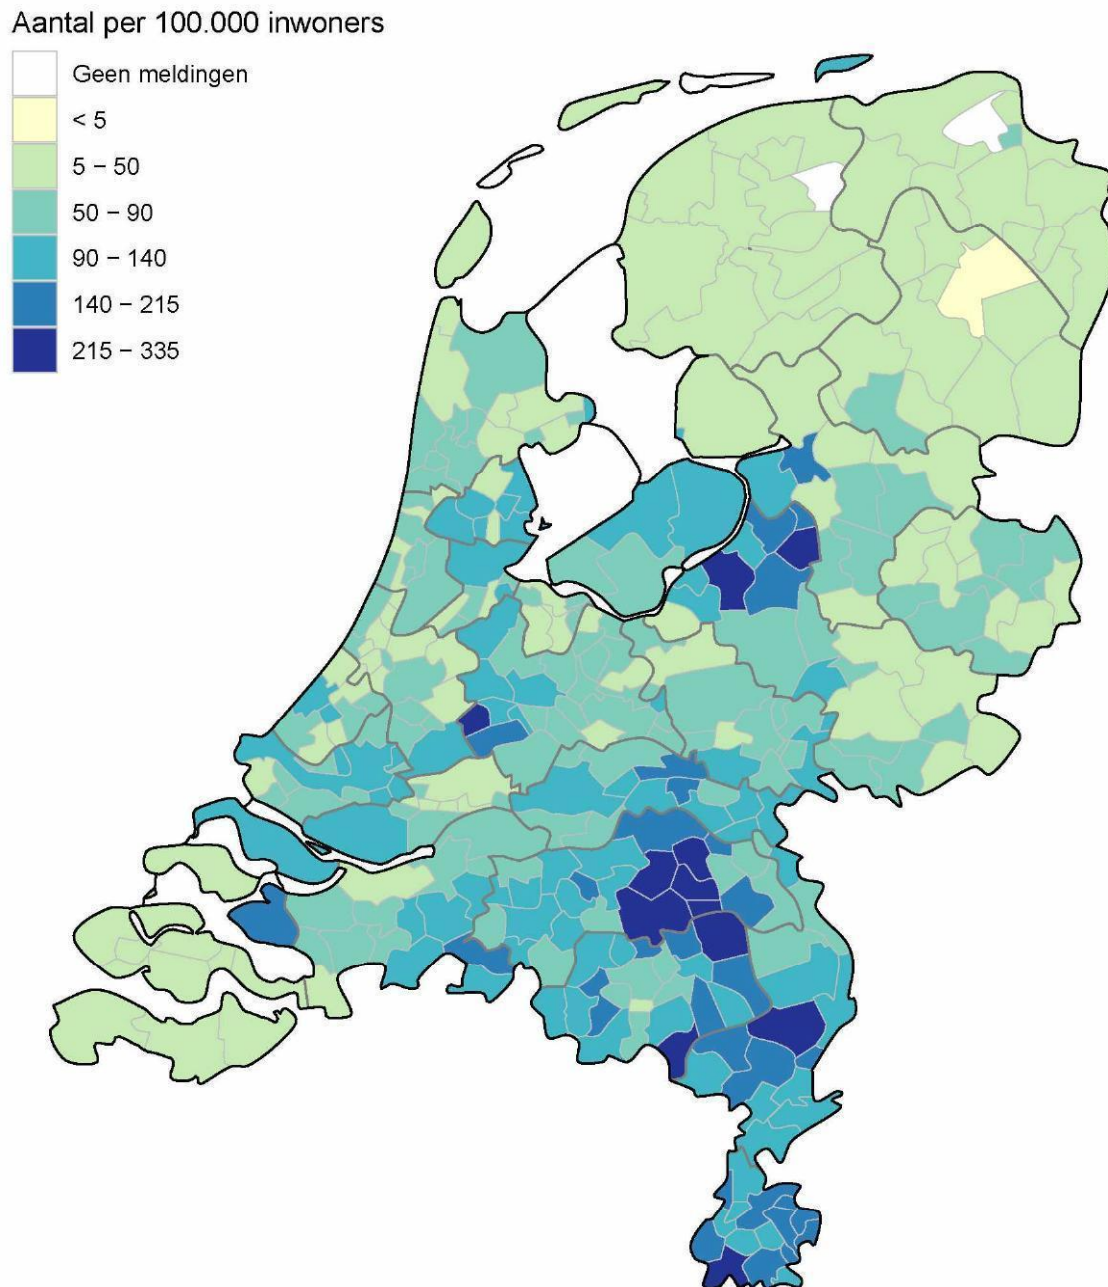 Aantal per 100.000 inwoners
Geen meldingen
< 5
5 − 50
50 − 90
90 − 140
140 − 215
215 − 335